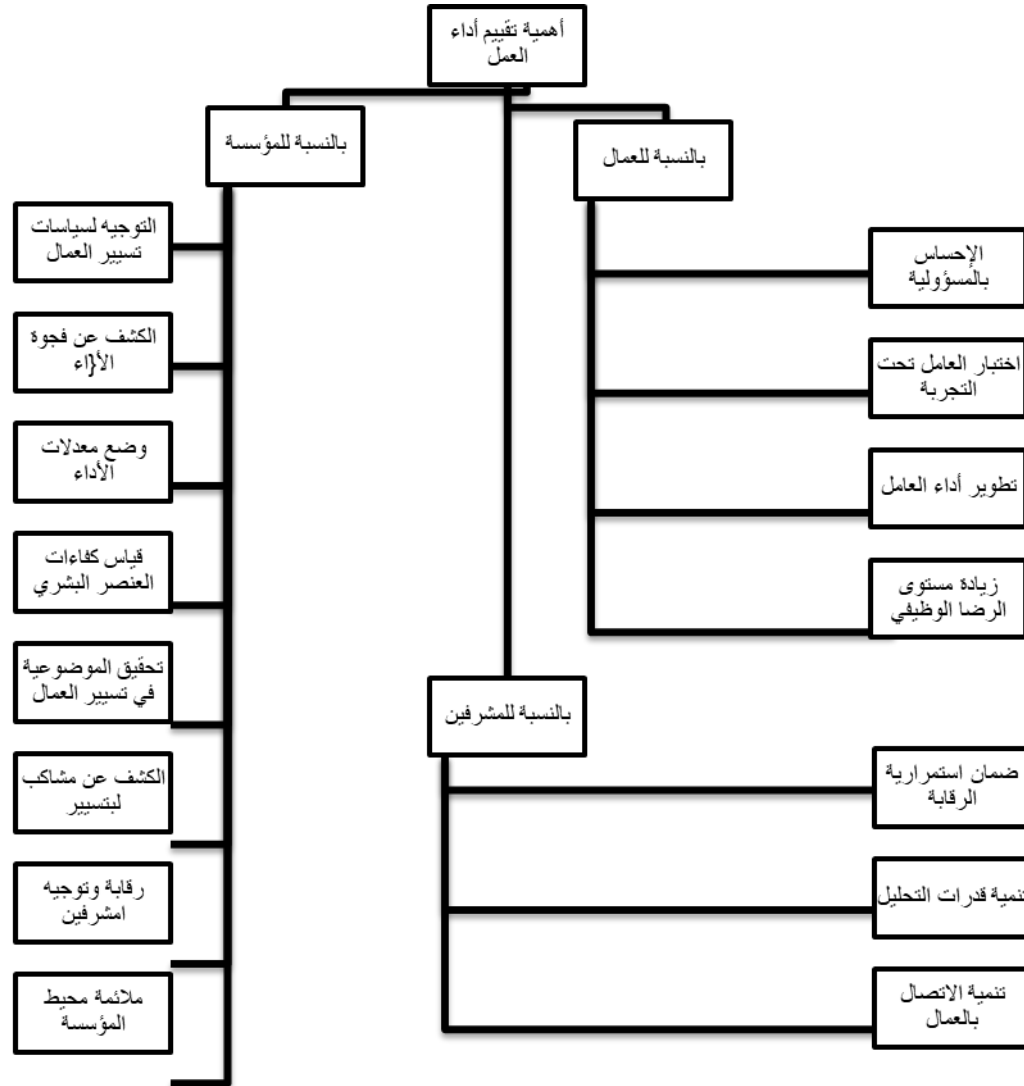 أهمية تقييم أداء
العمل
بالنسبة للعمال
بالنسبة للمؤسسة
الإحساس
بالمسؤولية
اختبار العامل تحت
التجربة
تطوير أداء العامل
زيادة مستوى
الرضا الوظيفي
بالنسبة للمشرفين
ضمان استمرارية
الرقابة
تنمية قدرات التحليل
تنمية الاتصال
بالعمال
التوجيه لسياسات
تسيير العمال
الكشف عن فجوة
الأ{اء
وضع معدلات
الأداء
قياس كفاءات
العنصر البشري
تحقيق الموضوعية
في تسيير العمال
الكشف عن مشاكب
لبتسيير
رقابة وتوجيه
امشرفين
ملائمة محيط
المؤسسة